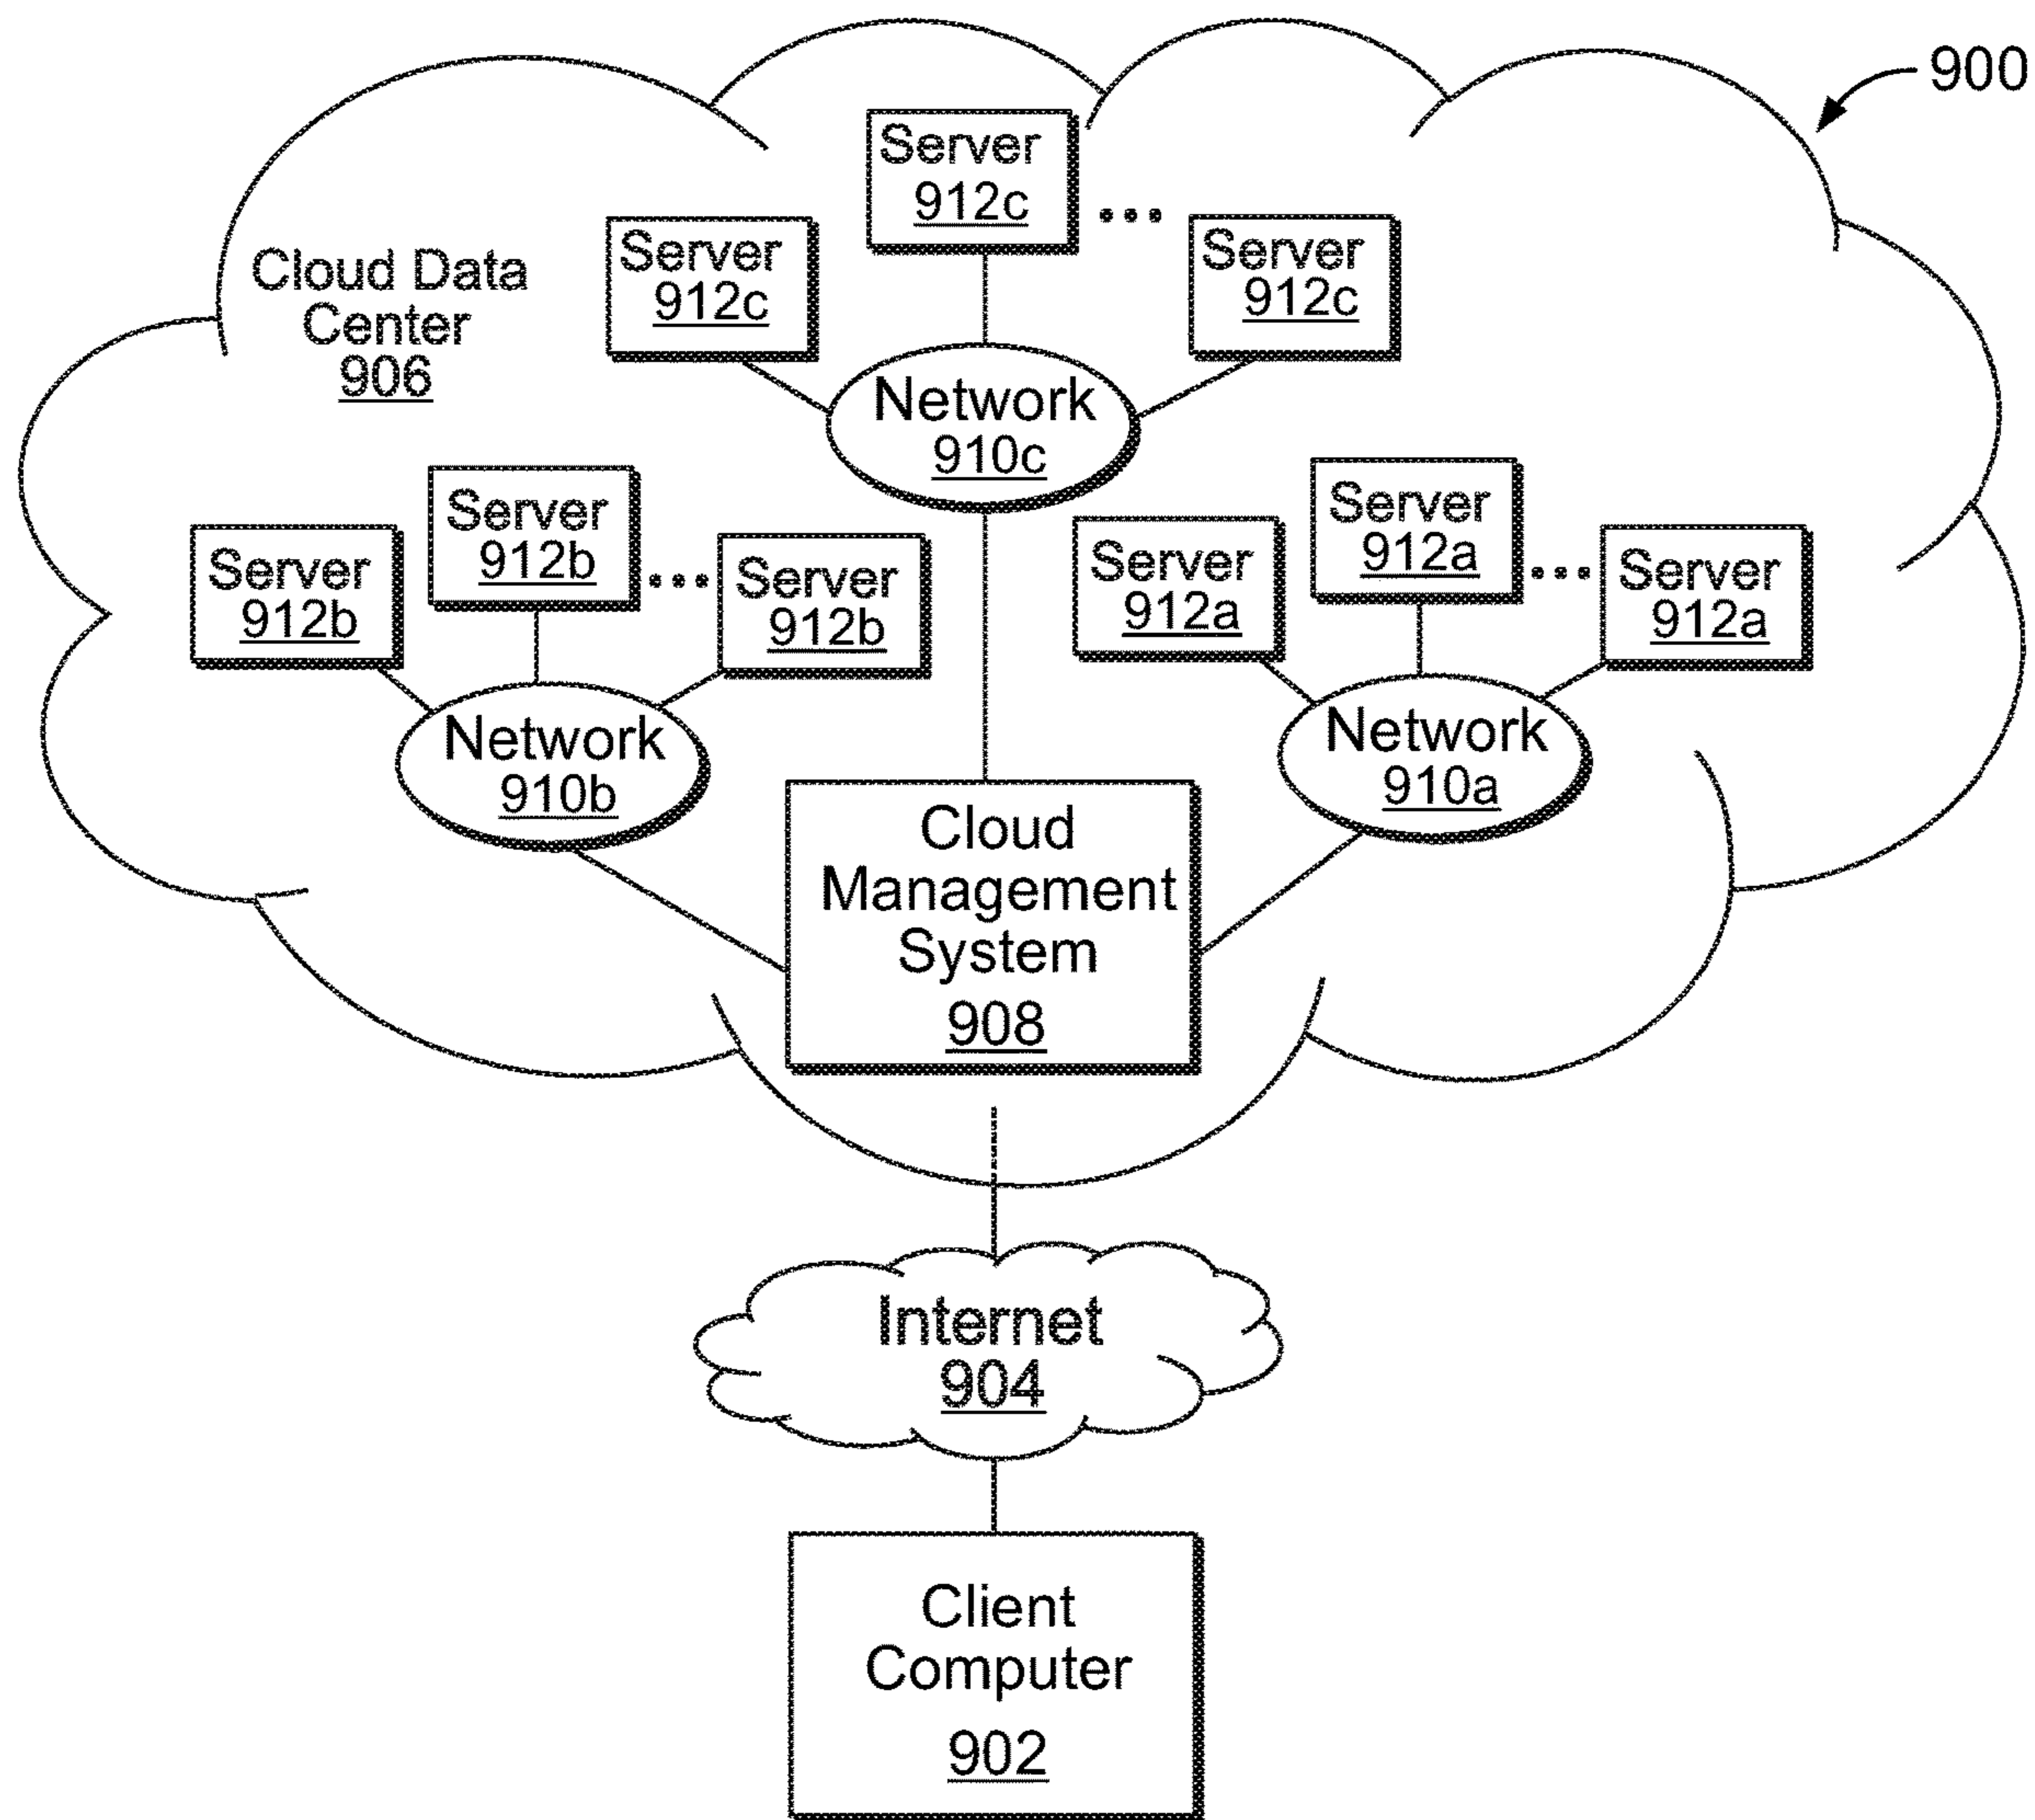 900
Server
912c
Server
912c
...
Server
912c
Cloud Data
Center
906
Network
910c
Server
912b
Server
912b
...
Server
912b
Server
912a
Server
912a
...
Server
912a
Network
910b
Network
910a
Cloud
Management
System
908
Internet
904
Client
Computer
902